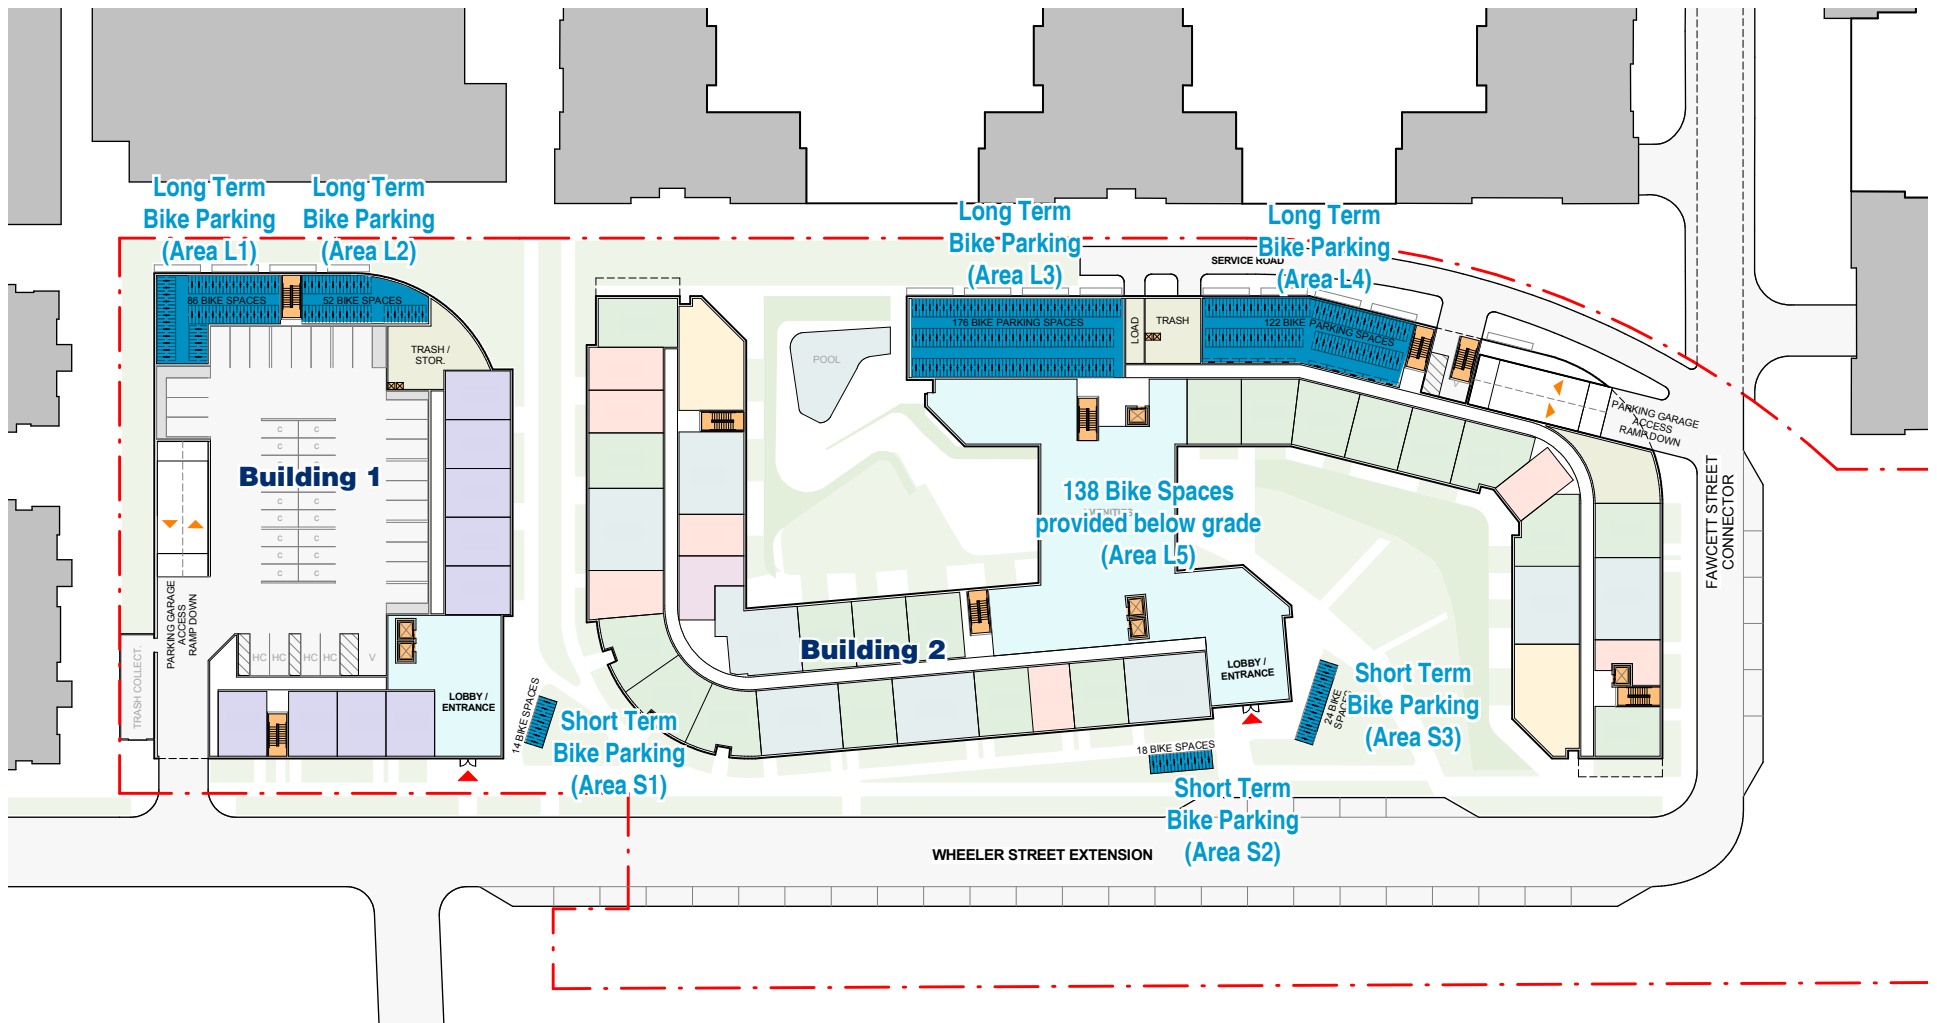 Long Term
Bike Parking
(Area L1)
Long Term
Bike Parking
(Area L2)
Long Term
Bike Parking
(Area L3)
Long Term
Bike Parking
(Area L4)
SERVICE ROAD
86 BIKE SPACES
52 BIKE SPACES
176 BIKE PARKING SPACES
LOAD
TRASH
122 BIKE PARKING SPACES
TRASH /
STOR.
POOL
PARKING GARAGE
ACCESS
RAMP DOWN
C C
C C
C C
C C
C C
C C
C C
C C
Building 1
138 Bike Spaces
provided below grade
(Area L5)
FAWCETT STREET
CONNECTOR
PARKING GARAGE
ACCESS
RAMP DOWN
TRASH COLLECT.
HC HC HC HC V
LOBBY /
ENTRANCE
Building 2
LOBBY /
ENTRANCE
14 BIKE SPACES
Short Term
Bike Parking
(Area S1)
24 BIKE
Short Term
Bike Parking
(Area S3)
18 BIKE SPACES
Short Term
Bike Parking
(Area S2)
WHEELER STREET EXTENSION